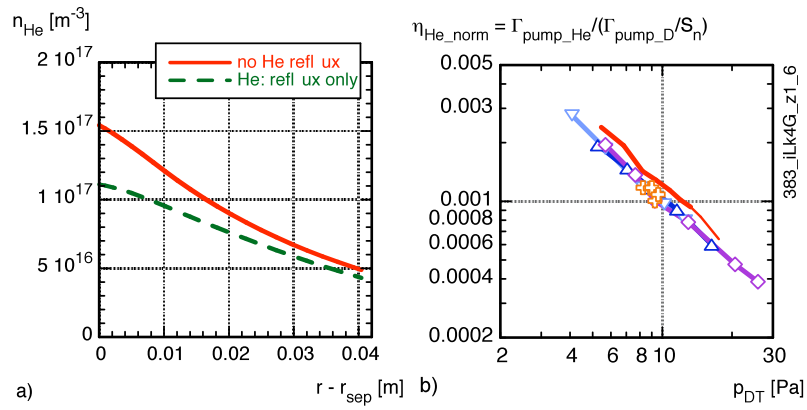 n_He [m^-3]
2 10^17
1.5 10^17
1 10^17
5 10^16
0
no He refl ux
He: refl ux only
0 0.01 0.02 0.03 0.04
r - r_sep [m]
a)
η_He_norm = Γ_pump_He/(Γ_pump_D/S_n)
0.005
0.003
0.001
0.0008
0.0006
0.0004
0.0002
2 4 6 8 10 30
p_DT [Pa]
b)
383_iLk4G_z1_6